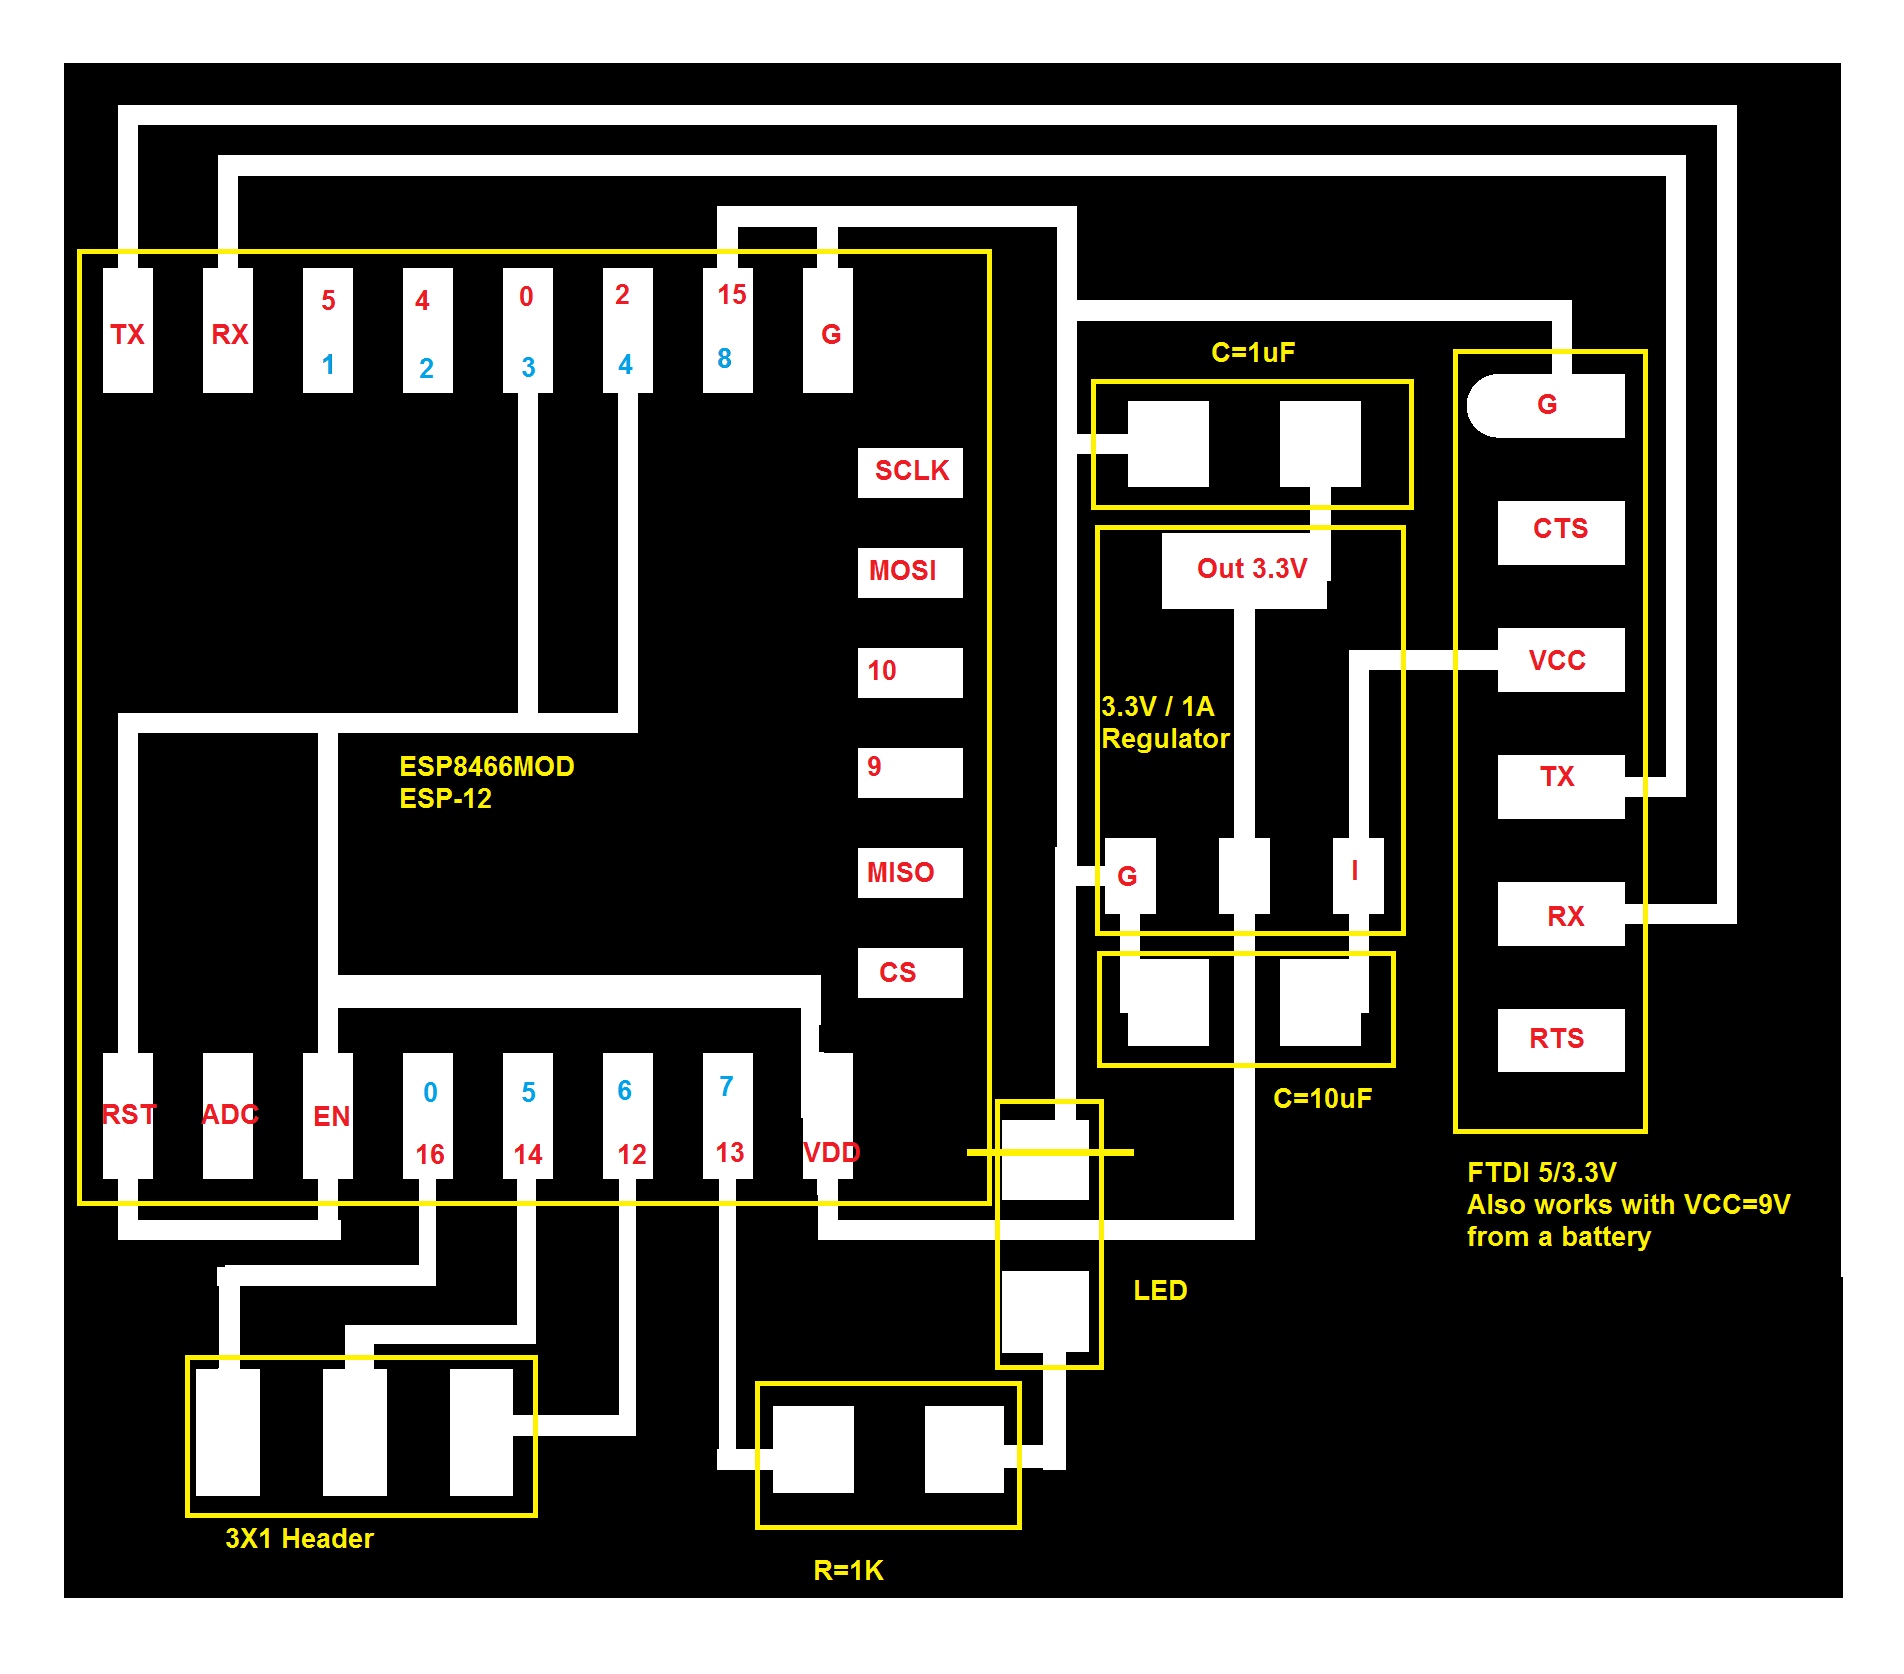 TX
RX
5
1
4
2
0
3
2
4
15
8
G
SCLK
MOSI
10
9
MISO
CS
ESP8466MOD
ESP-12
RST
ADC
EN
0
16
5
14
6
12
7
13
VDD
C=1uF
Out 3.3V
3.3V / 1A
Regulator
G
I
C=10uF
G
CTS
VCC
TX
RX
RTS
FTDI 5/3.3V
Also works with VCC=9V
from a battery
LED
3X1 Header
R=1K